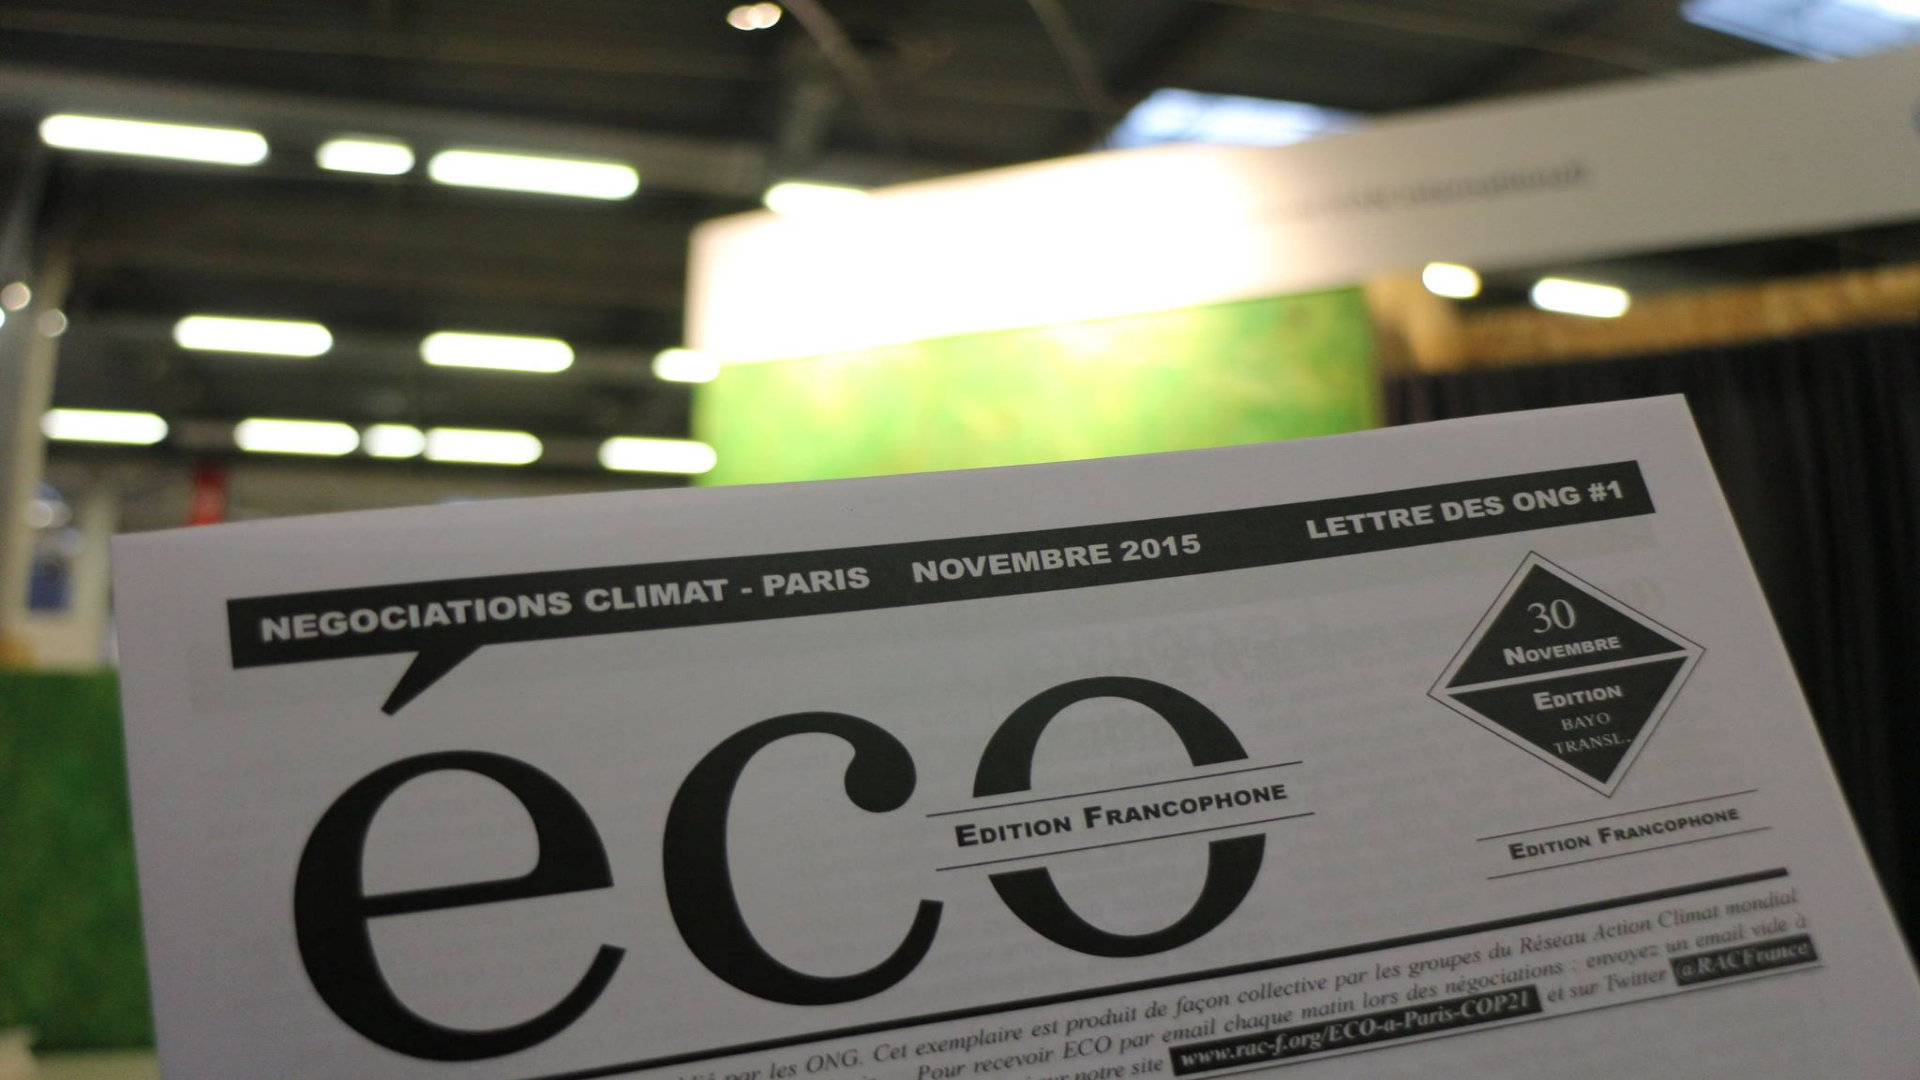 NEGOCIATIONS CLIMAT - PARIS NOVEMBRE 2015 LETTRE DES ONG #1
éco
EDITION FRANCOPHONE
30
NOVEMBRE
EDITION
BAYO
TRANSL.
EDITION FRANCOPHONE
par les ONG. Cet exemplaire est produit de façon collective par les groupes du Réseau Action Climat mondial
Pour recevoir ECO par email chaque matin lors des négociations : envoyez un email vide à
notre site www.rac-f.org/ECO-a-Paris-COP21 et sur Twitter @RACFrance